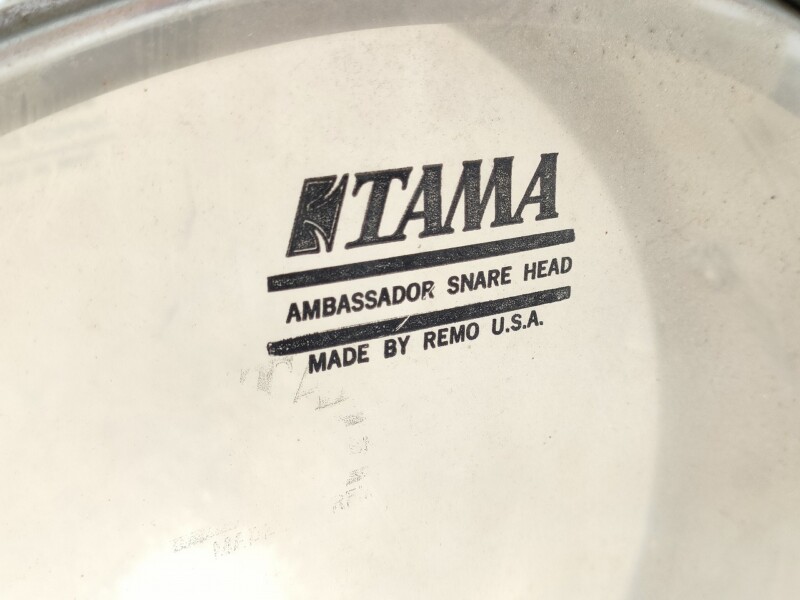 TAMA
AMBASSADOR SNARE HEAD
MADE BY REMO U.S.A.